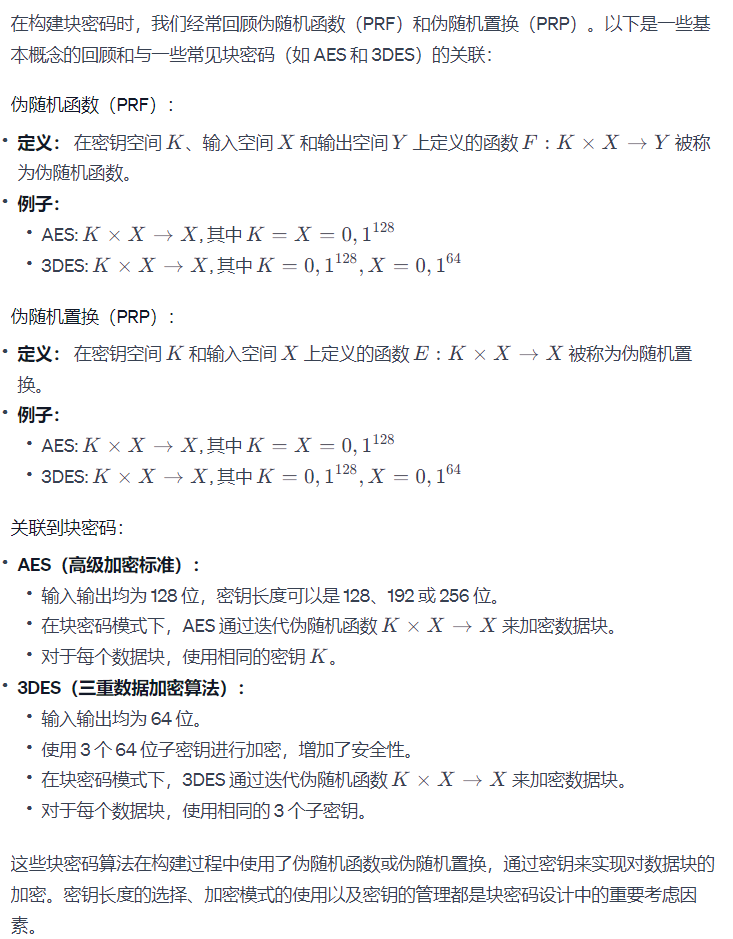 在构建块密码时，我们经常回顾伪随机函数（PRF）和伪随机置换（PRP）。以下是一些基
本概念的回顾和与一些常见块密码（如 AES 和 3DES）的关联：
伪随机函数（PRF）：
• 定义： 在密钥空间 K、输入空间 X 和输出空间 Y 上定义的函数 F : K × X → Y 被称
为伪随机函数。
• 例子：
• AES: K × X → X, 其中 K = X = 0, 1^128
• 3DES: K × X → X, 其中 K = 0, 1^128, X = 0, 1^64
伪随机置换（PRP）：
• 定义： 在密钥空间 K 和输入空间 X 上定义的函数 E : K × X → X 被称为伪随机置
换。
• 例子：
• AES: K × X → X, 其中 K = X = 0, 1^128
• 3DES: K × X → X, 其中 K = 0, 1^128, X = 0, 1^64
关联到块密码：
• AES（高级加密标准）：
• 输入输出均为 128 位，密钥长度可以是 128、192 或 256 位。
• 在块密码模式下，AES 通过迭代伪随机函数 K × X → X 来加密数据块。
• 对于每个数据块，使用相同的密钥 K。
• 3DES（三重数据加密算法）：
• 输入输出均为 64 位。
• 使用 3 个 64 位子密钥进行加密，增加了安全性。
• 在块密码模式下，3DES 通过迭代伪随机函数 K × X → X 来加密数据块。
• 对于每个数据块，使用相同的 3 个子密钥。
这些块密码算法在构建过程中使用了伪随机函数或伪随机置换，通过密钥来实现对数据块的
加密。密钥长度的选择、加密模式的使用以及密钥的管理都是块密码设计中的重要考虑因
素。